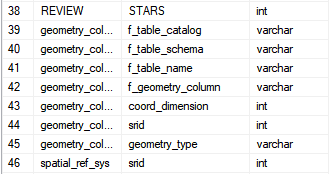 38 REVIEW STARS int
39 geometry_col... f_table_catalog varchar
40 geometry_col... f_table_schema varchar
41 geometry_col... f_table_name varchar
42 geometry_col... f_geometry_column varchar
43 geometry_col... coord_dimension int
44 geometry_col... srid int
45 geometry_col... geometry_type varchar
46 spatial_ref_sys srid int